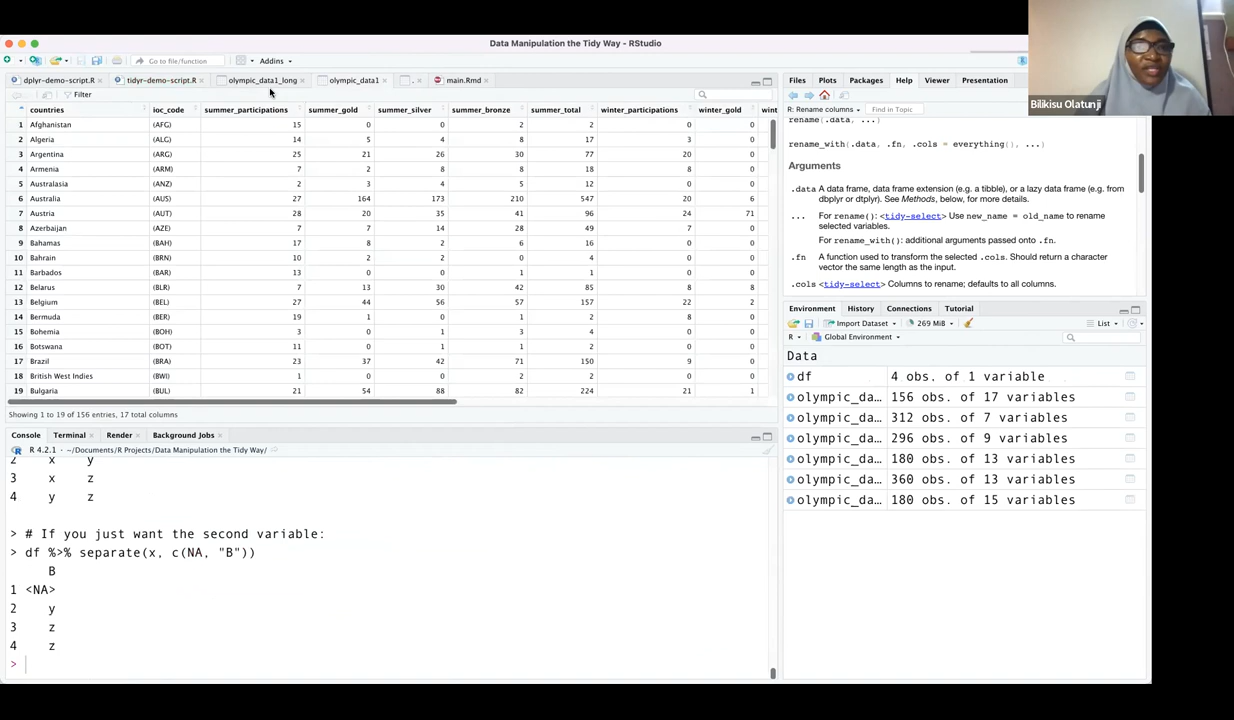 Data Manipulation the Tidy Way - RStudio
Go to file/function
Addins
dplyr-demo-script.R
tidyr-demo-script.R
olympic_data1_long
olympic_data1
.
main.Rmd
Filter
countries ioc_code summer_participations summer_gold summer_silver summer_bronze summer_total winter_participations winter_gold wint
1 Afghanistan (AFG) 15 0 0 2 2 0 0
2 Algeria (ALG) 14 5 4 8 17 3 0
3 Argentina (ARG) 25 21 26 30 77 20 0
4 Armenia (ARM) 7 2 8 8 18 8 0
5 Australasia (ANZ) 2 3 4 5 12 0 0
6 Australia (AUS) 27 164 173 210 547 20 6
7 Austria (AUT) 28 20 35 41 96 24 71
8 Azerbaijan (AZE) 7 7 14 28 49 7 0
9 Bahamas (BAH) 17 8 2 6 16 0 0
10 Bahrain (BRN) 10 2 2 0 4 0 0
11 Barbados (BAR) 13 0 0 1 1 0 0
12 Belarus (BLR) 7 13 30 42 85 8 8
13 Belgium (BEL) 27 44 56 57 157 22 2
14 Bermuda (BER) 19 1 0 1 2 8 0
15 Bohemia (BOH) 3 0 1 3 4 0 0
16 Botswana (BOT) 11 0 1 1 2 0 0
17 Brazil (BRA) 23 37 42 71 150 9 0
18 British West Indies (BWI) 1 0 0 2 2 0 0
19 Bulgaria (BUL) 21 54 88 82 224 21 1
Showing 1 to 19 of 156 entries, 17 total columns
Console Terminal Render Background Jobs
R 4.2.1 · ~/Documents/R Projects/Data Manipulation the Tidy Way/
2 x y
3 x z
4 y z
> # If you just want the second variable:
> df %>% separate(x, c(NA, "B"))
B
1 <NA>
2 y
3 z
4 z
>
Files Plots Packages Help Viewer Presentation
R: Rename columns Find in Topic
rename(.data, ...)
rename_with(.data, .fn, .cols = everything(), ...)
Arguments
.data A data frame, data frame extension (e.g. a tibble), or a lazy data frame (e.g. from
dbplyr or dtplyr). See Methods, below, for more details.
... For rename(): <tidy-select> Use new_name = old_name to rename
selected variables.
For rename_with(): additional arguments passed onto .fn.
.fn A function used to transform the selected .cols. Should return a character
vector the same length as the input.
.cols <tidy-select> Columns to rename; defaults to all columns.
Environment History Connections Tutorial
Import Dataset 269 MiB List
R Global Environment
Data
df 4 obs. of 1 variable
olympic_da… 156 obs. of 17 variables
olympic_da… 312 obs. of 7 variables
olympic_da… 296 obs. of 9 variables
olympic_da… 180 obs. of 13 variables
olympic_da… 360 obs. of 13 variables
olympic_da… 180 obs. of 15 variables
Bilikisu Olatunji